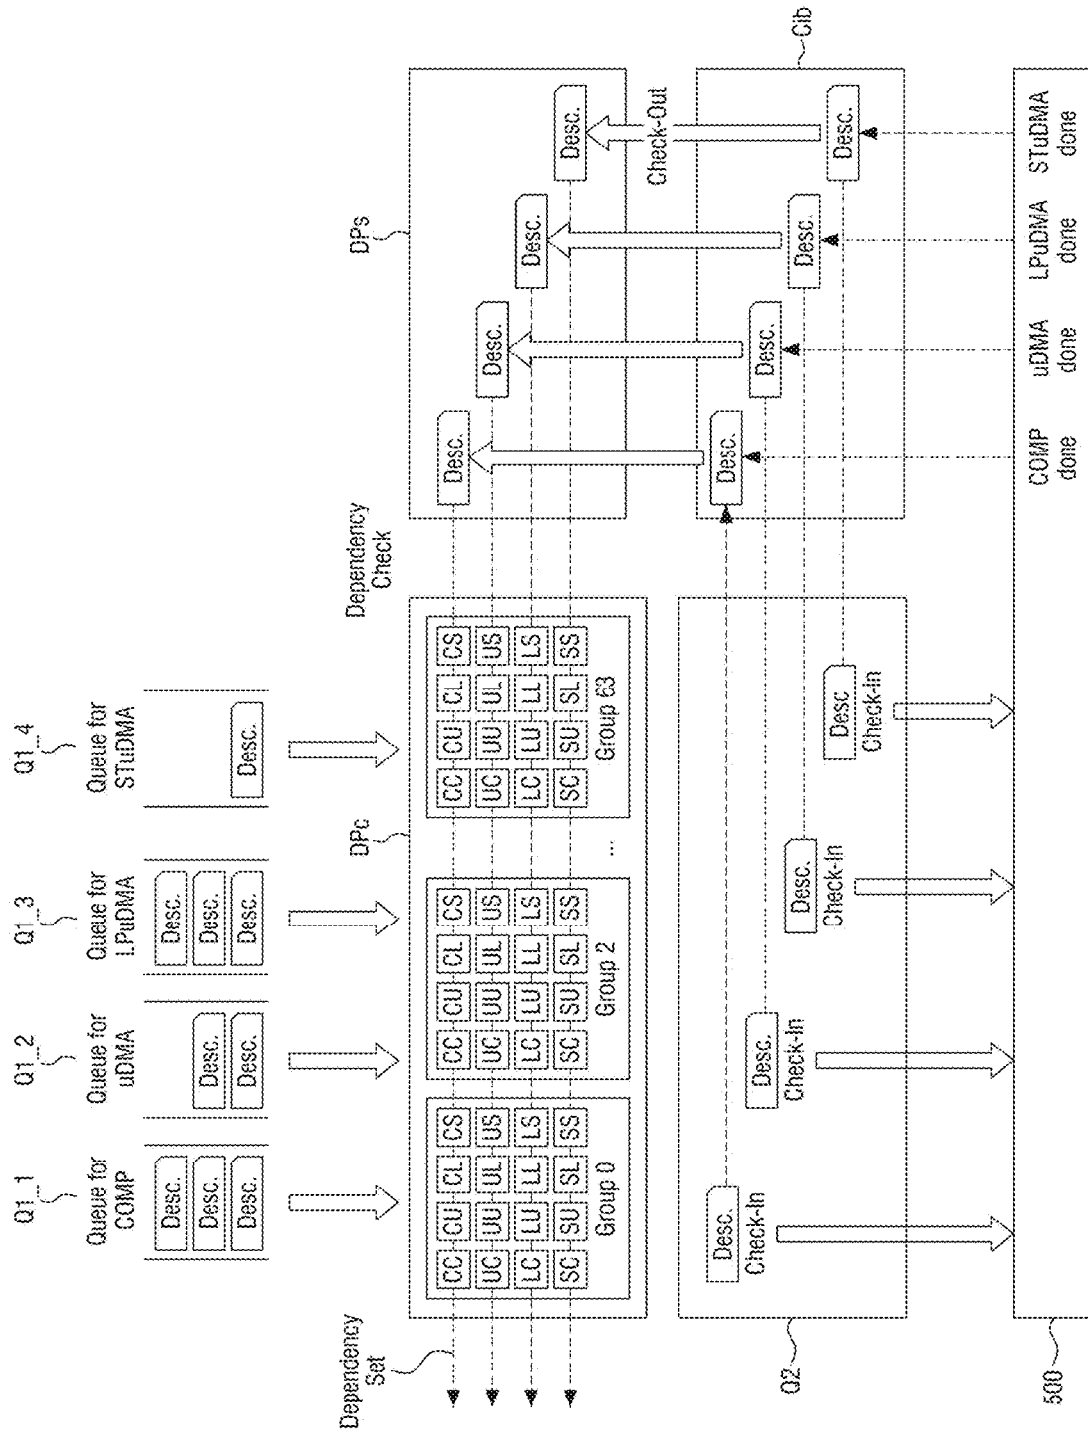 Q1_1
Q1_2
Q1_3
Q1_4
Queue for
COMP
Queue for
uDMA
Queue for
LPuDMA
Queue for
STuDMA
Desc.
Desc.
Desc.
Desc.
Desc.
Desc.
Desc.
Desc.
Desc.
DPc
DPs
Dependency
Set
Dependency
Check
CC CU CL CS
UC UU UL US
LC LU LL LS
SC SU SL SS
Group 0
CC CU CL CS
UC UU UL US
LC LU LL LS
SC SU SL SS
Group 2
...
CC CU CL CS
UC UU UL US
LC LU LL LS
SC SU SL SS
Group 63
Desc.
Desc.
Desc.
Desc.
Check-Out
Q2
Desc.
Check-In
Desc.
Check-In
Desc.
Check-In
Desc
Check-In
Cib
Desc.
Desc.
Desc.
Desc.
500
COMP
done
uDMA
done
LPuDMA
done
STuDMA
done